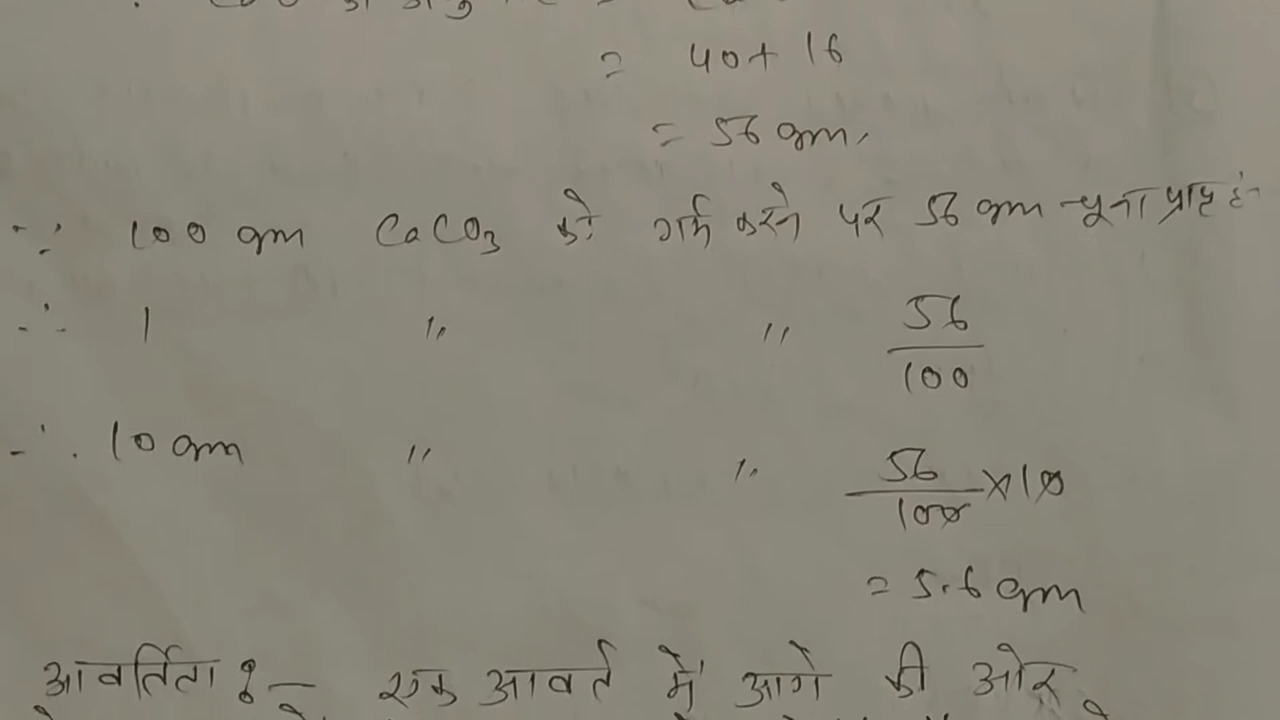 = 40+ 16
= 56 gm.
∵ 100 gm CaCO3 को गर्म करने पर 56 gm चूना प्राप्त है
∴ 1 " " 56/100
∴ 10 gm " " 56/100 ×10
= 5.6 gm
आवर्तिता :- एक आवर्त में आगे की ओर